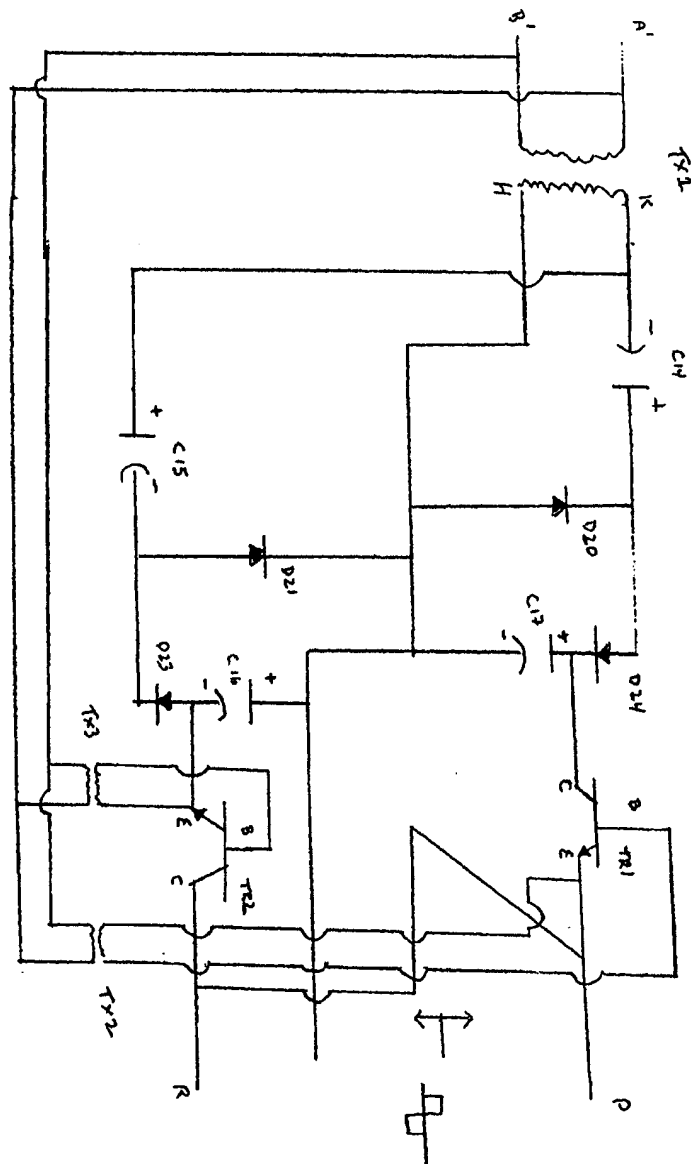 A'
B'
TX1
K
H
-
C14
+
D20
D24
C17
+
-
C
B
E
TR1
P
+
C15
-
D21
D23
C16
-
+
TX3
E
B
C
TR2
TX2
R